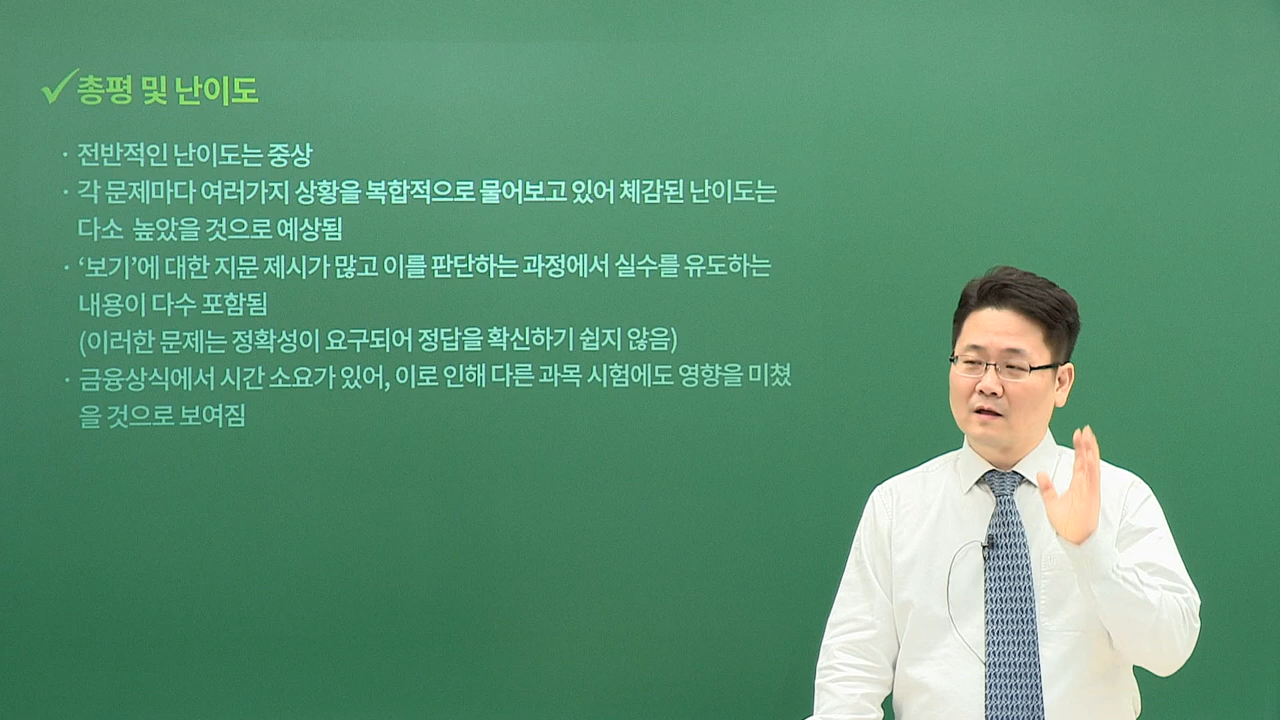 ✓총평 및 난이도
· 전반적인 난이도는 중상
· 각 문제마다 여러가지 상황을 복합적으로 물어보고 있어 체감된 난이도는
다소 높았을 것으로 예상됨
· ‘보기’에 대한 지문 제시가 많고 이를 판단하는 과정에서 실수를 유도하는
내용이 다수 포함됨
(이러한 문제는 정확성이 요구되어 정답을 확신하기 쉽지 않음)
· 금융상식에서 시간 소요가 있어, 이로 인해 다른 과목 시험에도 영향을 미쳤
을 것으로 보여짐